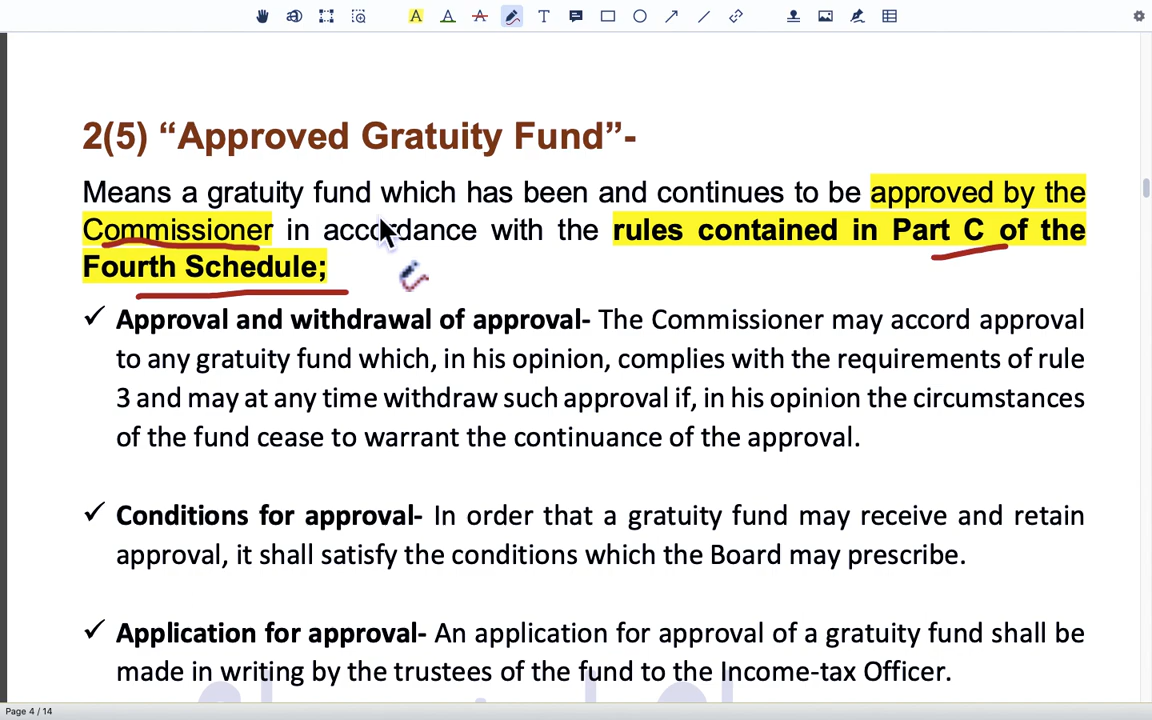 2(5) “Approved Gratuity Fund”-
Means a gratuity fund which has been and continues to be approved by the
Commissioner in accordance with the rules contained in Part C of the
Fourth Schedule;
✓ Approval and withdrawal of approval- The Commissioner may accord approval
to any gratuity fund which, in his opinion, complies with the requirements of rule
3 and may at any time withdraw such approval if, in his opinion the circumstances
of the fund cease to warrant the continuance of the approval.
✓ Conditions for approval- In order that a gratuity fund may receive and retain
approval, it shall satisfy the conditions which the Board may prescribe.
✓ Application for approval- An application for approval of a gratuity fund shall be
made in writing by the trustees of the fund to the Income-tax Officer.
Page 4 / 14